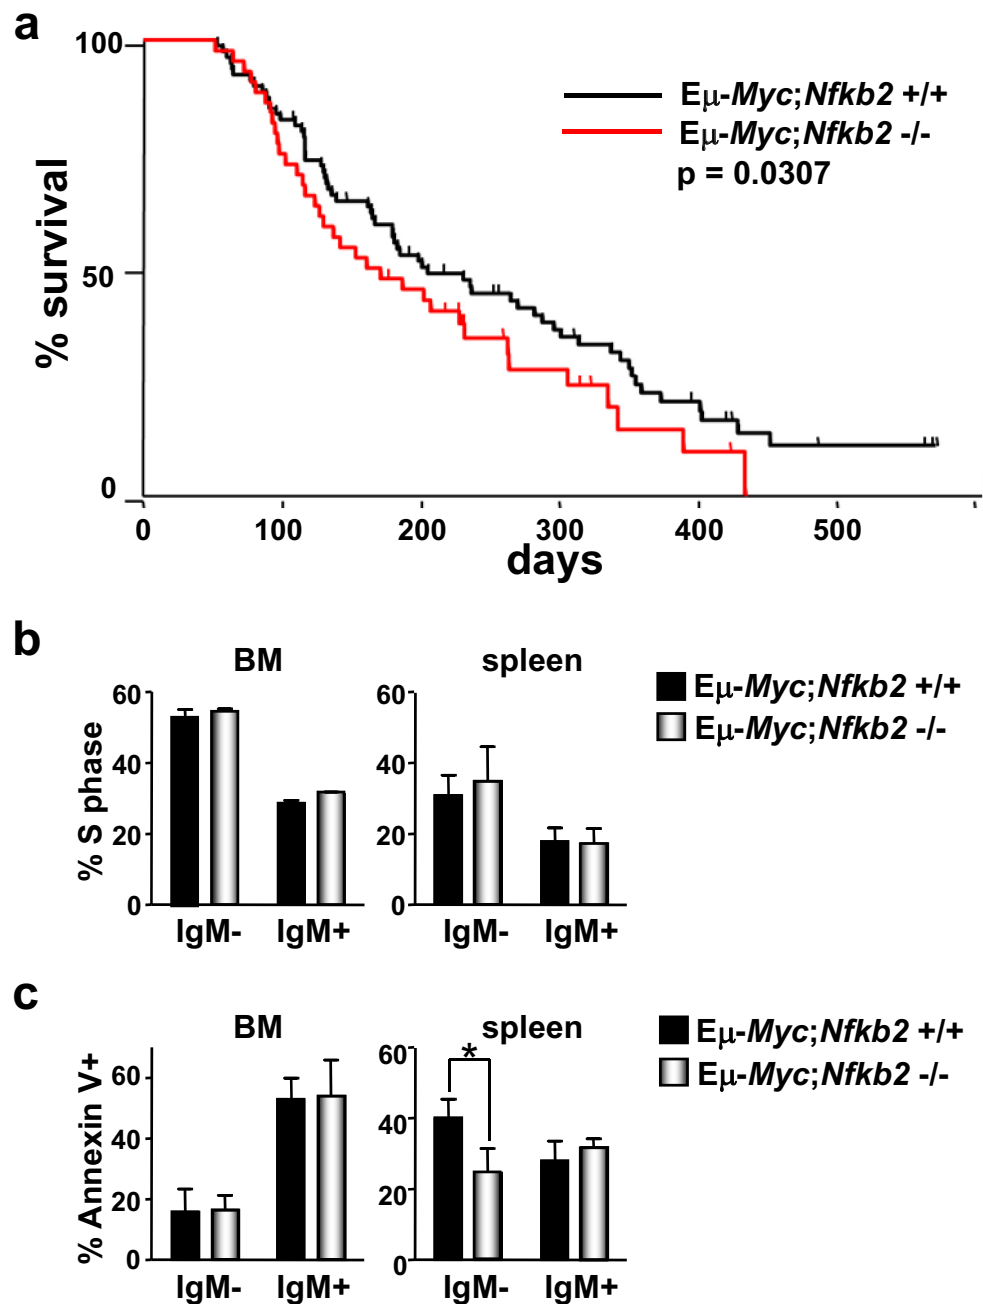 a
100
50
0
% survival
Eμ-Myc;Nfkb2 +/+
Eμ-Myc;Nfkb2 -/-
p = 0.0307
0 100 200 300 400 500
days
b
BM
spleen
Eμ-Myc;Nfkb2 +/+
Eμ-Myc;Nfkb2 -/-
% S phase
60
40
20
0
IgM- IgM+
60
40
20
0
IgM- IgM+
c
BM
spleen
Eμ-Myc;Nfkb2 +/+
Eμ-Myc;Nfkb2 -/-
% Annexin V+
60
40
20
0
IgM- IgM+
60
40
20
0
*
IgM- IgM+